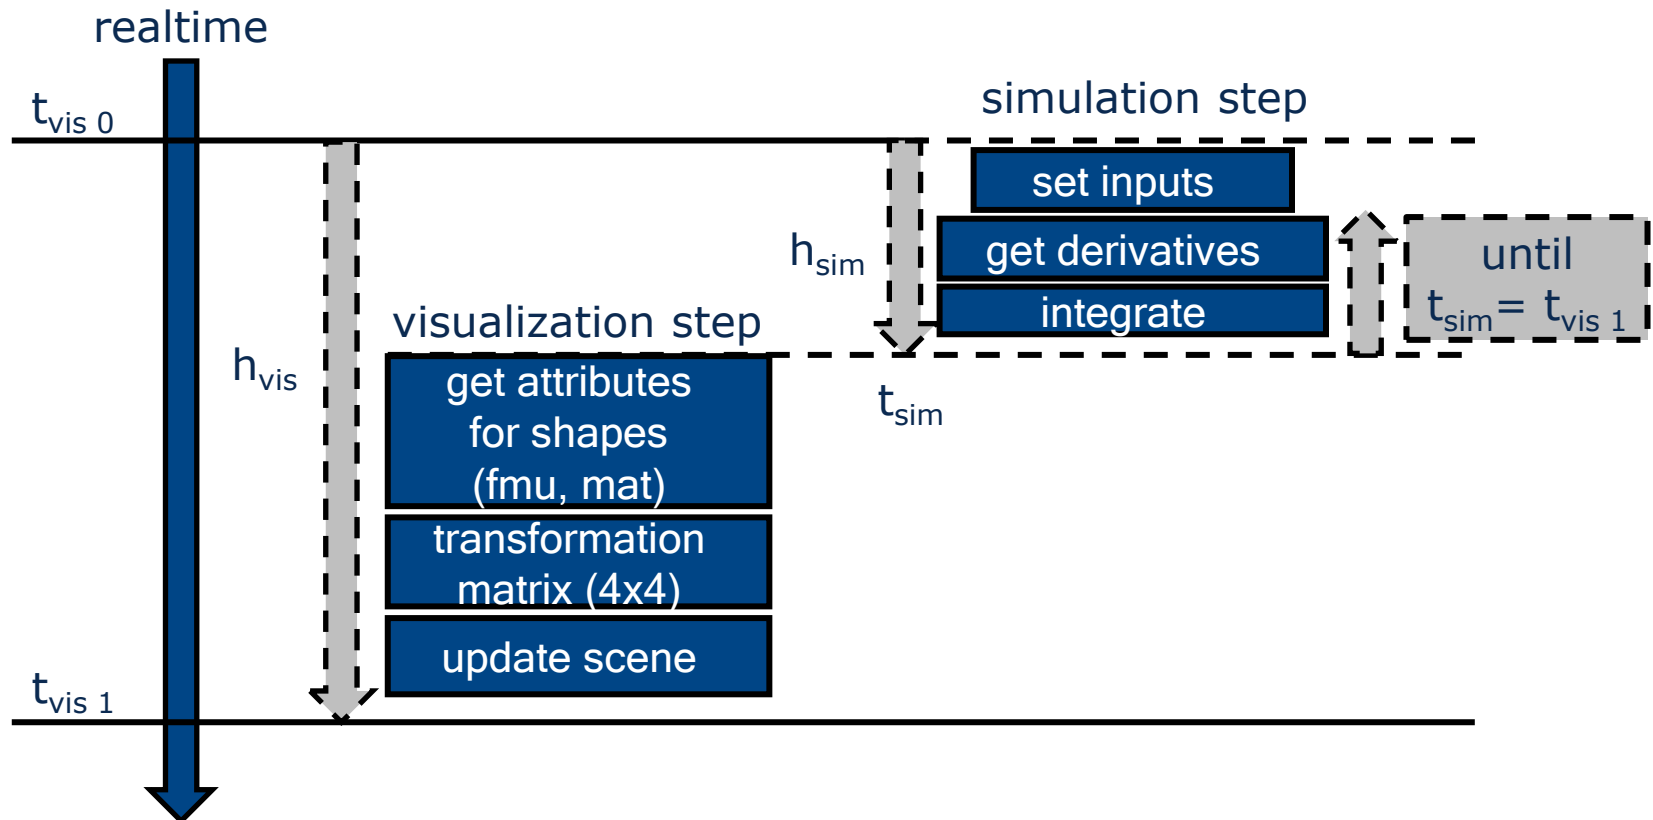 realtime
t_vis 0
simulation step
set inputs
get derivatives
integrate
h_sim
until
t_sim = t_vis 1
visualization step
h_vis
get attributes
for shapes
(fmu, mat)
t_sim
transformation
matrix (4x4)
update scene
t_vis 1